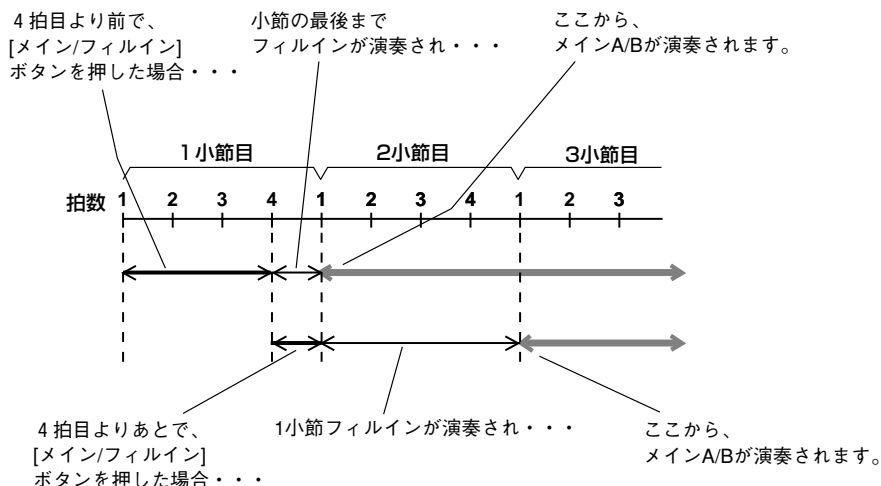 4拍目より前で、
[メイン/フィルイン]
ボタンを押した場合・・・
小節の最後まで
フィルインが演奏され・・・
ここから、
メインA/Bが演奏されます。
1小節目 2小節目 3小節目
拍数 1 2 3 4 1 2 3 4 1 2 3
4拍目よりあとで、
[メイン/フィルイン]
ボタンを押した場合・・・
1小節フィルインが演奏され・・・
ここから、
メインA/Bが演奏されます。